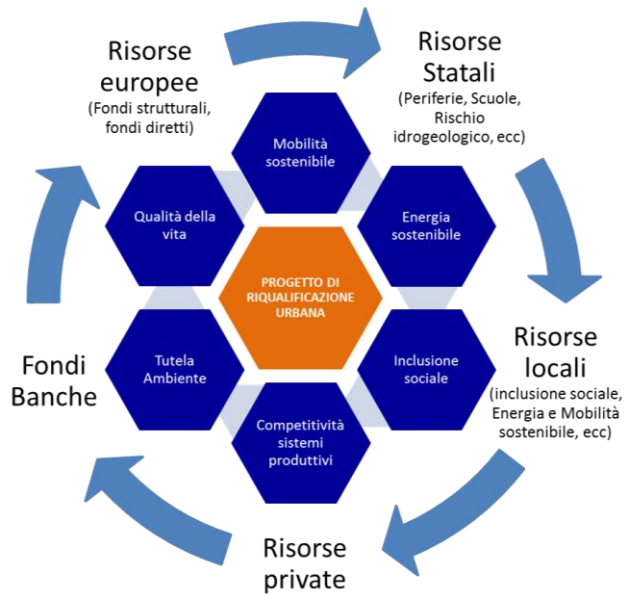 Risorse
europee
(Fondi strutturali,
fondi diretti)
Risorse
Statali
(Periferie, Scuole,
Rischio
idrogeologico, ecc)
Mobilità
sostenibile
Qualità della
vita
Energia
sostenibile
PROGETTO DI
RIQUALIFICAZIONE
URBANA
Fondi
Banche
Tutela
Ambiente
Inclusione
sociale
Risorse
locali
(inclusione sociale,
Energia e Mobilità
sostenibile, ecc)
Competitività
sistemi
produttivi
Risorse
private